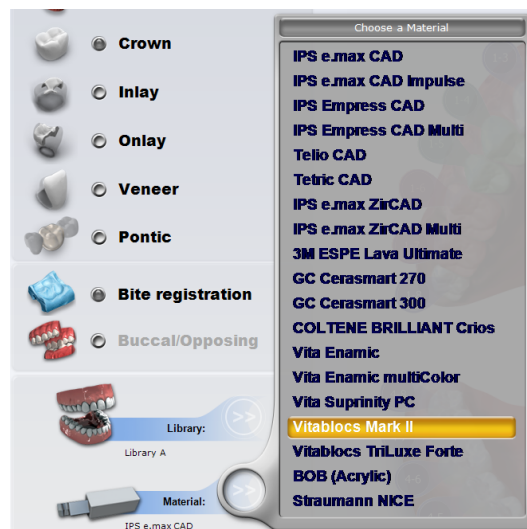 Crown
Inlay
Onlay
Veneer
Pontic
Bite registration
Buccal/Opposing
Library:
Library A
Material:
IPS e.max CAD
Choose a Material
IPS e.max CAD
IPS e.max CAD Impulse
IPS Empress CAD
IPS Empress CAD Multi
Telio CAD
Tetric CAD
IPS e.max ZirCAD
IPS e.max ZirCAD Multi
3M ESPE Lava Ultimate
GC Cerasmart 270
GC Cerasmart 300
COLTENE BRILLIANT Crios
Vita Enamic
Vita Enamic multiColor
Vita Suprinity PC
Vitablocs Mark II
Vitablocs TriLuxe Forte
BOB (Acrylic)
Straumann NICE